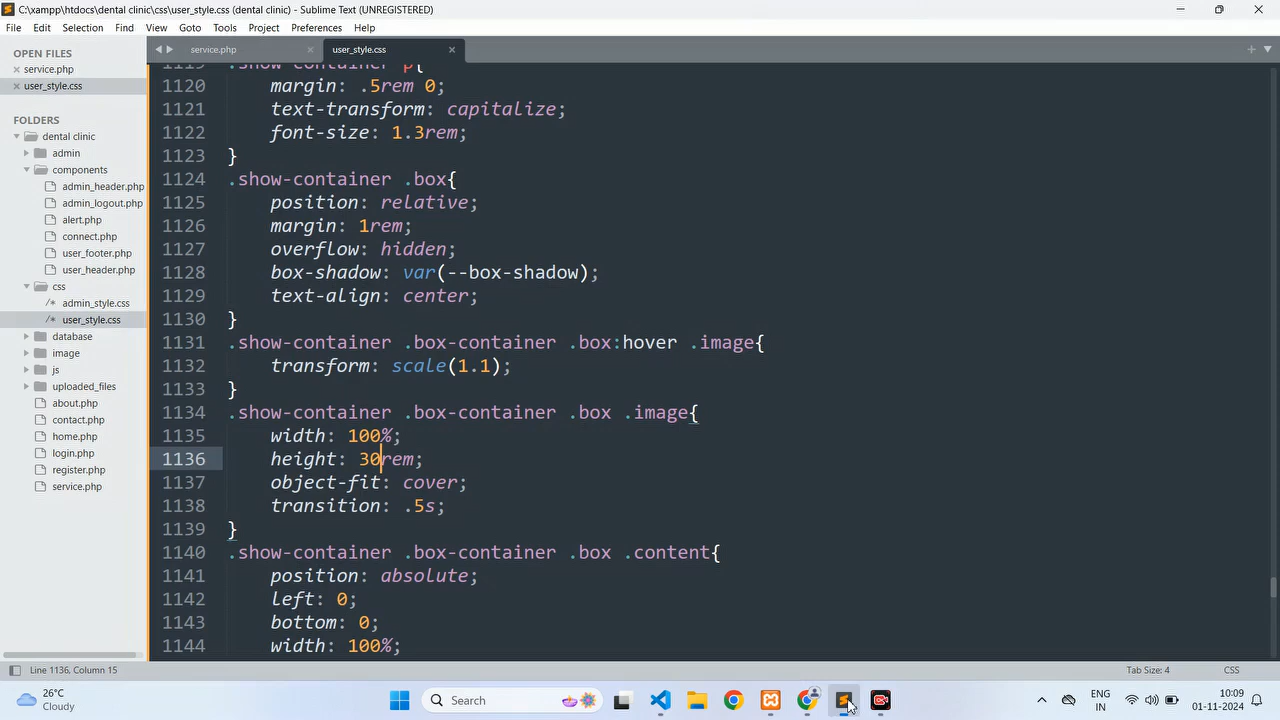 C:\xampp\htdocs\dental clinic\css\user_style.css (dental clinic) - Sublime Text (UNREGISTERED)
File Edit Selection Find View Goto Tools Project Preferences Help
OPEN FILES
service.php
user_style.css
FOLDERS
dental clinic
admin
components
admin_header.php
admin_logout.php
alert.php
connect.php
user_footer.php
user_header.php
css
/* admin_style.css
/* user_style.css
database
image
js
uploaded_files
about.php
contact.php
home.php
login.php
register.php
service.php
service.php user_style.css
1119 .show-container p{
1120 margin: .5rem 0;
1121 text-transform: capitalize;
1122 font-size: 1.3rem;
1123 }
1124 .show-container .box{
1125 position: relative;
1126 margin: 1rem;
1127 overflow: hidden;
1128 box-shadow: var(--box-shadow);
1129 text-align: center;
1130 }
1131 .show-container .box-container .box:hover .image{
1132 transform: scale(1.1);
1133 }
1134 .show-container .box-container .box .image{
1135 width: 100%;
1136 height: 30rem;
1137 object-fit: cover;
1138 transition: .5s;
1139 }
1140 .show-container .box-container .box .content{
1141 position: absolute;
1142 left: 0;
1143 bottom: 0;
1144 width: 100%;
Line 1136, Column 15 Tab Size: 4 CSS
26°C
Cloudy
Search
ENG
IN
10:09
01-11-2024